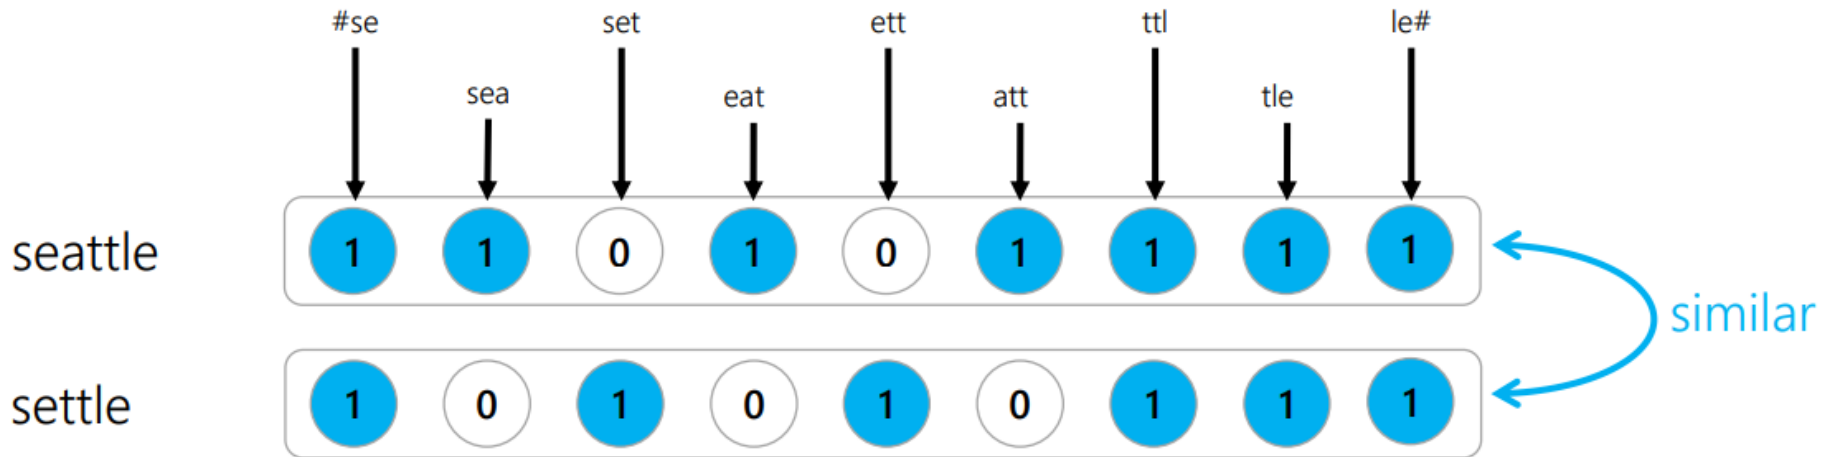 #se set ett ttl le#
sea eat att tle
seattle 1 1 0 1 0 1 1 1 1
similar
settle 1 0 1 0 1 0 1 1 1